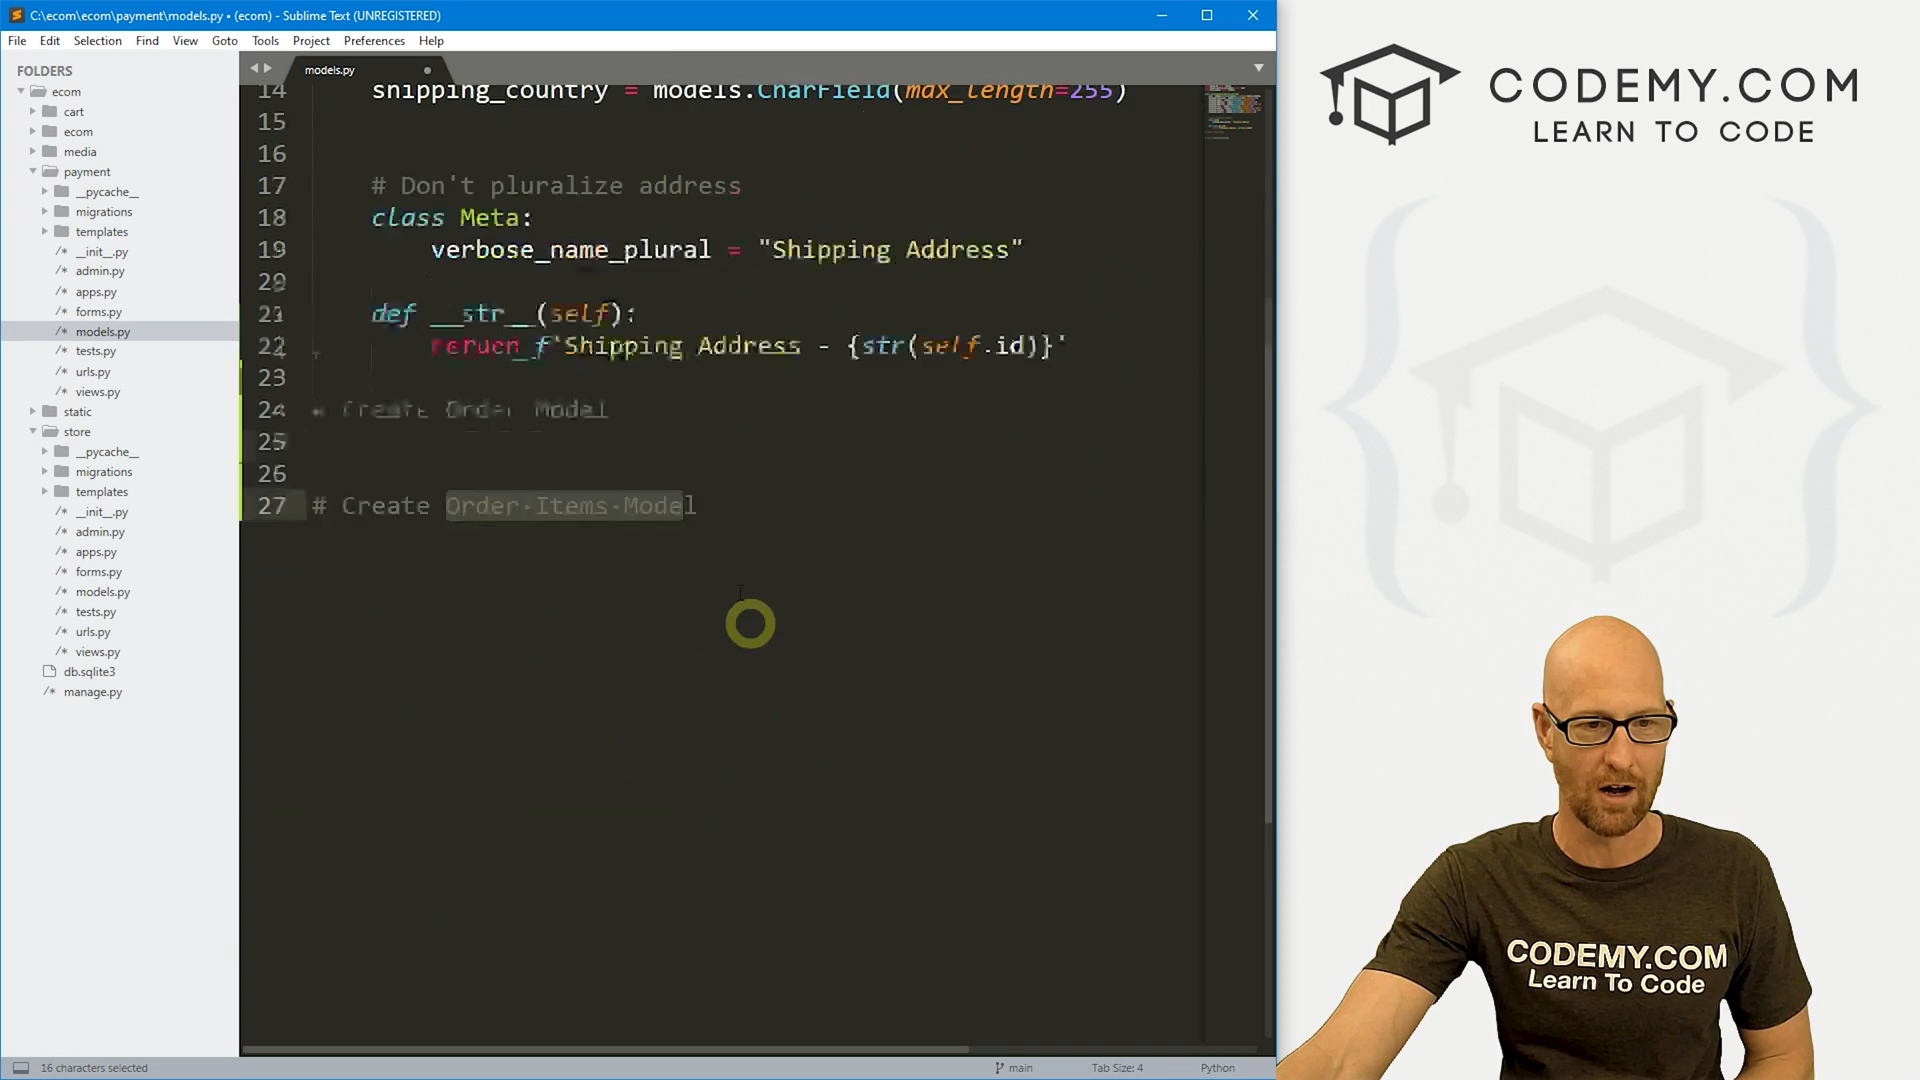 C:\ecom\ecom\payment\models.py • (ecom) - Sublime Text (UNREGISTERED)
File Edit Selection Find View Goto Tools Project Preferences Help
FOLDERS
ecom
cart
ecom
media
payment
__pycache__
migrations
templates
/* __init__.py
/* admin.py
/* apps.py
/* forms.py
/* models.py
/* tests.py
/* urls.py
/* views.py
static
store
__pycache__
migrations
templates
/* __init__.py
/* admin.py
/* apps.py
/* forms.py
/* models.py
/* tests.py
/* urls.py
/* views.py
db.sqlite3
/* manage.py
models.py
14 shipping_country = models.CharField(max_length=255)
15
16
17 # Don't pluralize address
18 class Meta:
19 verbose_name_plural = "Shipping Address"
20
21 def __str__(self):
22 return f'Shipping Address - {str(self.id)}'
23
24 # Create Order Model
25
26
27 # Create Order·Items·Model
16 characters selected
main
Tab Size: 4
Python
CODEMY.COM
LEARN TO CODE
CODEMY.COM
Learn To Code